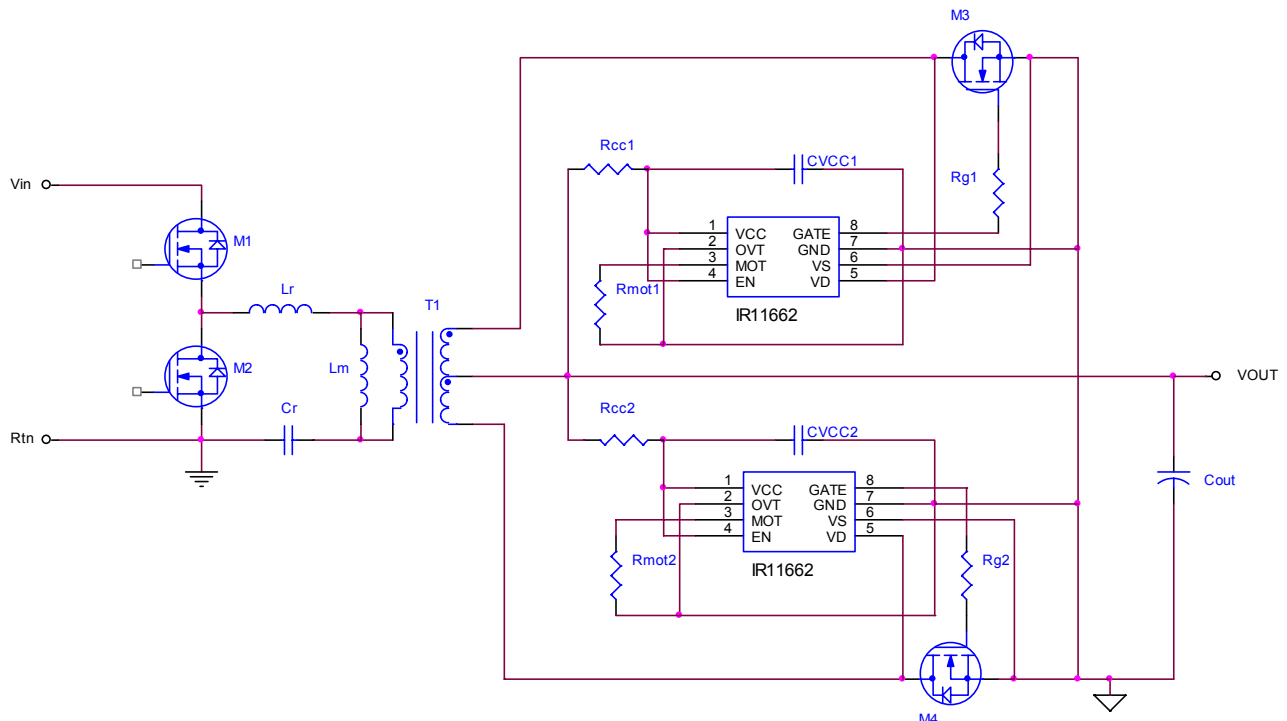 M3
Rcc1
CVCC1
Rg1
Vin
M1
1 VCC GATE 8
2 OVT GND 7
3 MOT VS 6
4 EN VD 5
Rmot1
IR11662
Lr
T1
Lm
M2
VOUT
Cr
Rcc2
CVCC2
Rtn
1 VCC GATE 8
2 OVT GND 7
3 MOT VS 6
4 EN VD 5
Rmot2
IR11662
Rg2
Cout
M4